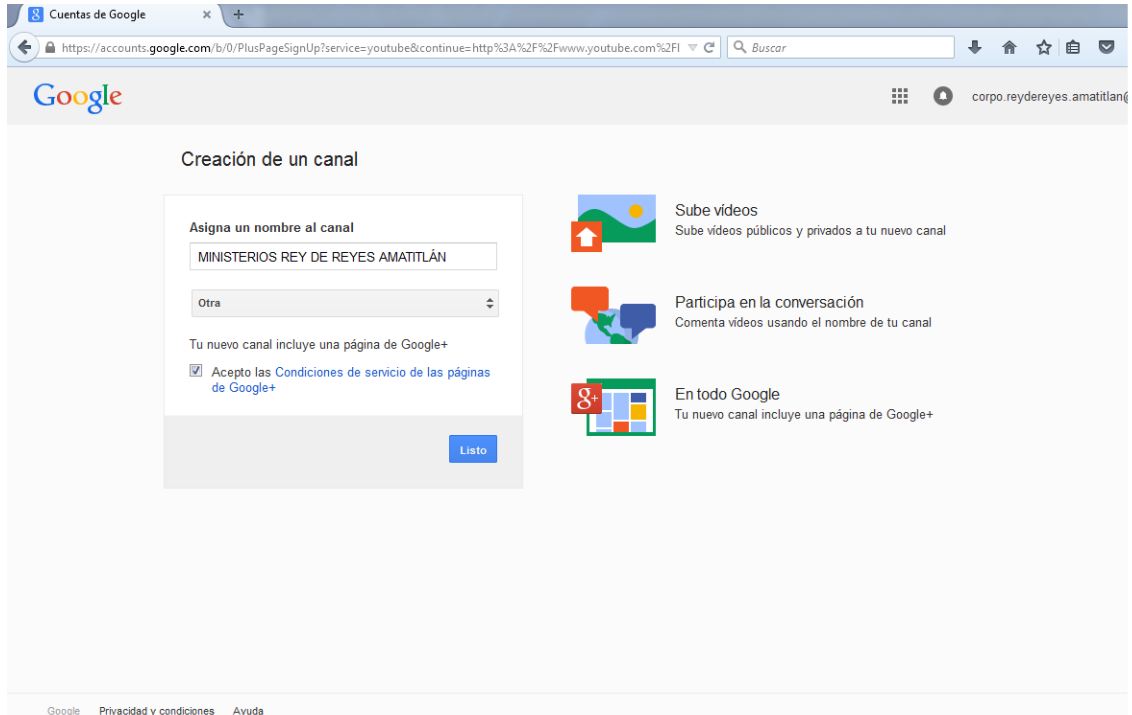 Cuentas de Google
https://accounts.google.com/b/0/PlusPageSignUp?service=youtube&continue=http%3A%2F%2Fwww.youtube.com%2Fl
Buscar
Google
corpo.reydereyes.amatitlan@
Creación de un canal
Asigna un nombre al canal
MINISTERIOS REY DE REYES AMATITLÁN
Otra
Tu nuevo canal incluye una página de Google+
Acepto las Condiciones de servicio de las páginas
de Google+
Listo
Sube vídeos
Sube vídeos públicos y privados a tu nuevo canal
Participa en la conversación
Comenta vídeos usando el nombre de tu canal
En todo Google
Tu nuevo canal incluye una página de Google+
Google Privacidad y condiciones Ayuda